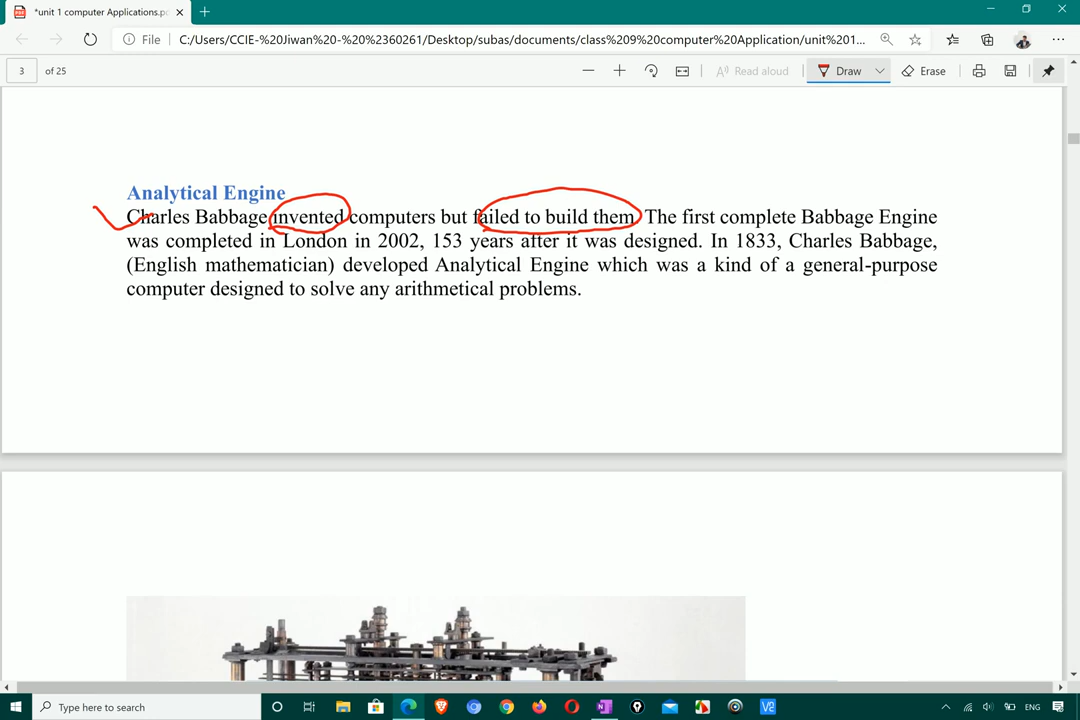 *unit 1 computer Applications.pc
File
C:/Users/CCIE-%20Jiwan%20-%20%2360261/Desktop/subas/documents/class%209%20computer%20Application/unit%201...
3 of 25
Read aloud
Draw
Erase
Analytical Engine
Charles Babbage invented computers but failed to build them. The first complete Babbage Engine
was completed in London in 2002, 153 years after it was designed. In 1833, Charles Babbage,
(English mathematician) developed Analytical Engine which was a kind of a general-purpose
computer designed to solve any arithmetical problems.
Type here to search
ENG